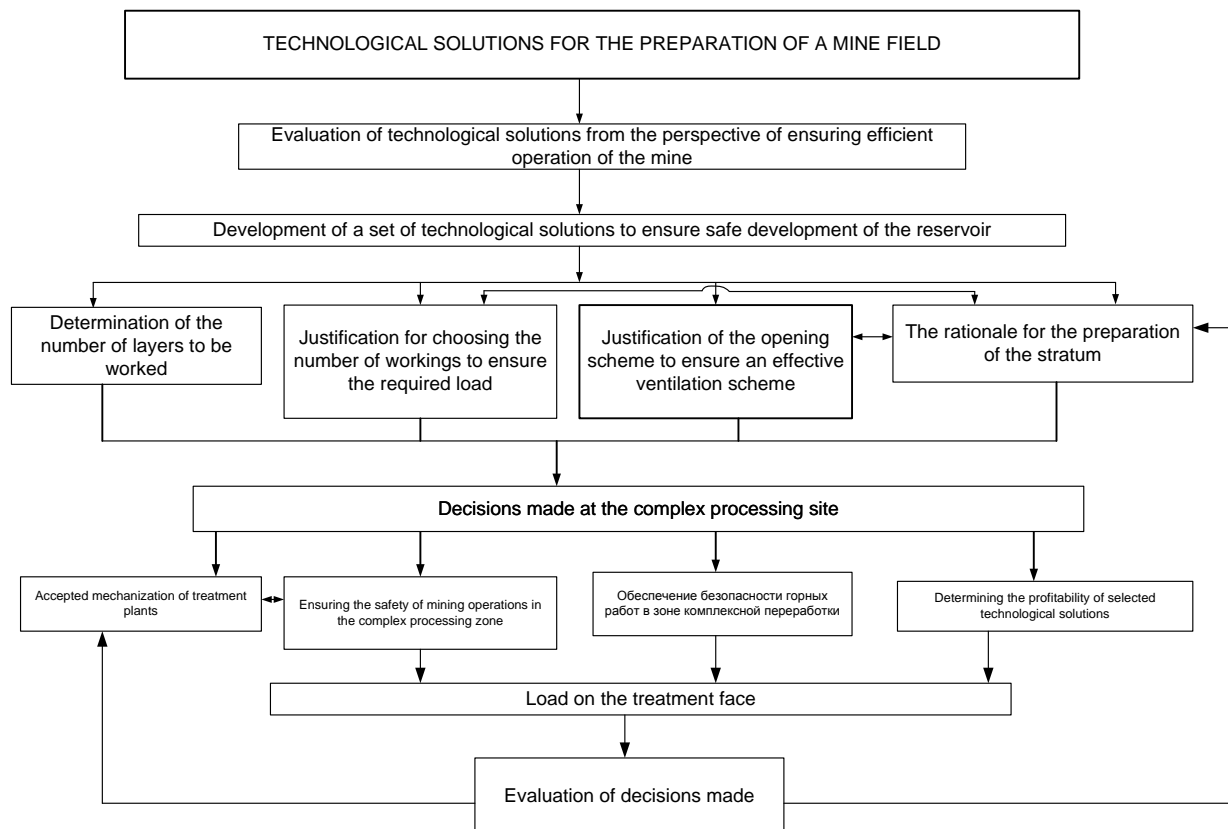 TECHNOLOGICAL SOLUTIONS FOR THE PREPARATION OF A MINE FIELD
Evaluation of technological solutions from the perspective of ensuring efficient
operation of the mine
Development of a set of technological solutions to ensure safe development of the reservoir
Determination of the
number of layers to be
worked
Justification for choosing the
number of workings to ensure
the required load
Justification of the opening
scheme to ensure an effective
ventilation scheme
The rationale for the preparation
of the stratum
Decisions made at the complex processing site
Accepted mechanization of treatment
plants
Ensuring the safety of mining operations in
the complex processing zone
Обеспечение безопасности горных
работ в зоне комплексной переработки
Determining the profitability of selected
technological solutions
Load on the treatment face
Evaluation of decisions made